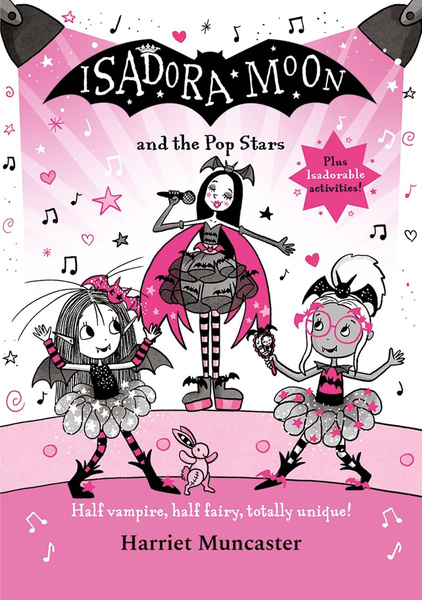 ISADORA MOON
and the Pop Stars
Plus
Isadorable
activities!
Half vampire, half fairy, totally unique!
Harriet Muncaster